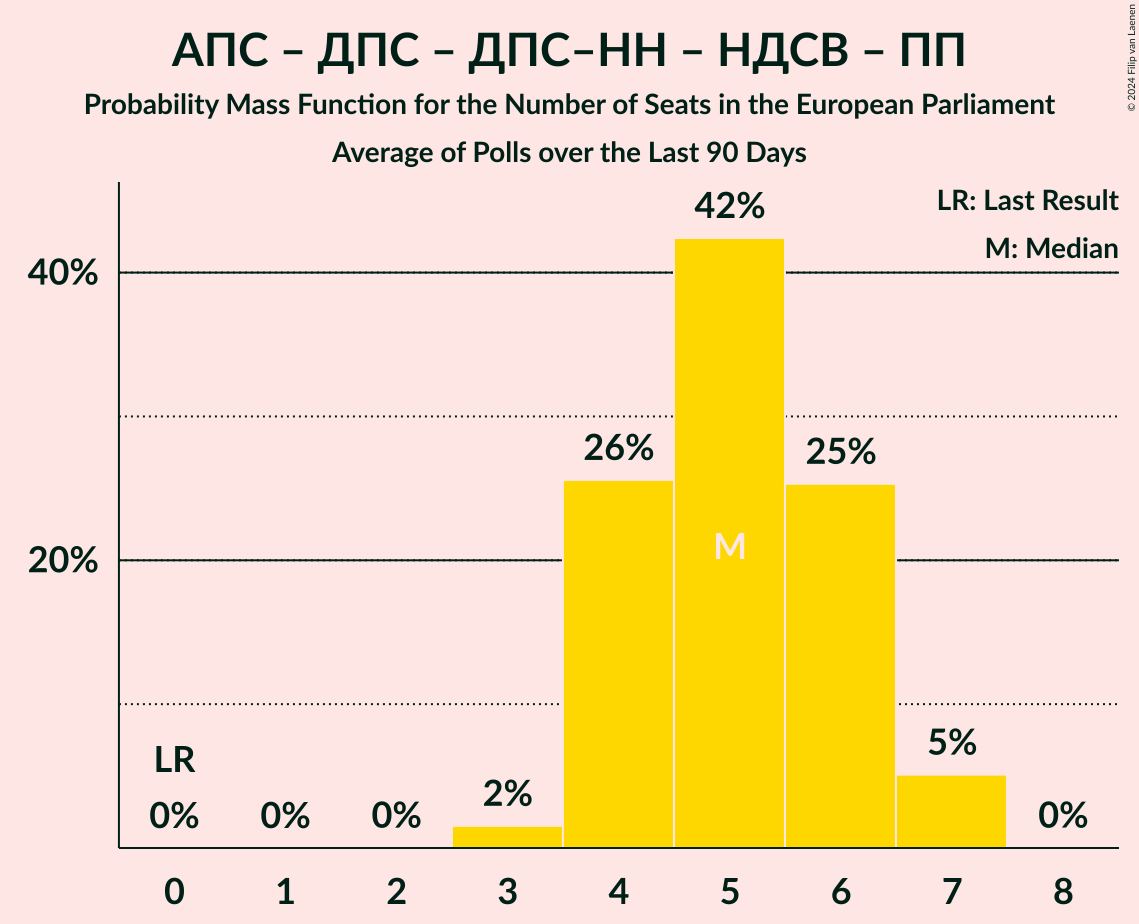 АПС – ДПС – ДПС–НН – НДСВ – ПП
Probability Mass Function for the Number of Seats in the European Parliament
Average of Polls over the Last 90 Days
© 2024 Filip van Laenen
LR: Last Result
M: Median
42%
40%
26%
25%
M
20%
LR
5%
2%
0%
0%
0%
0%
0 1 2 3 4 5 6 7 8